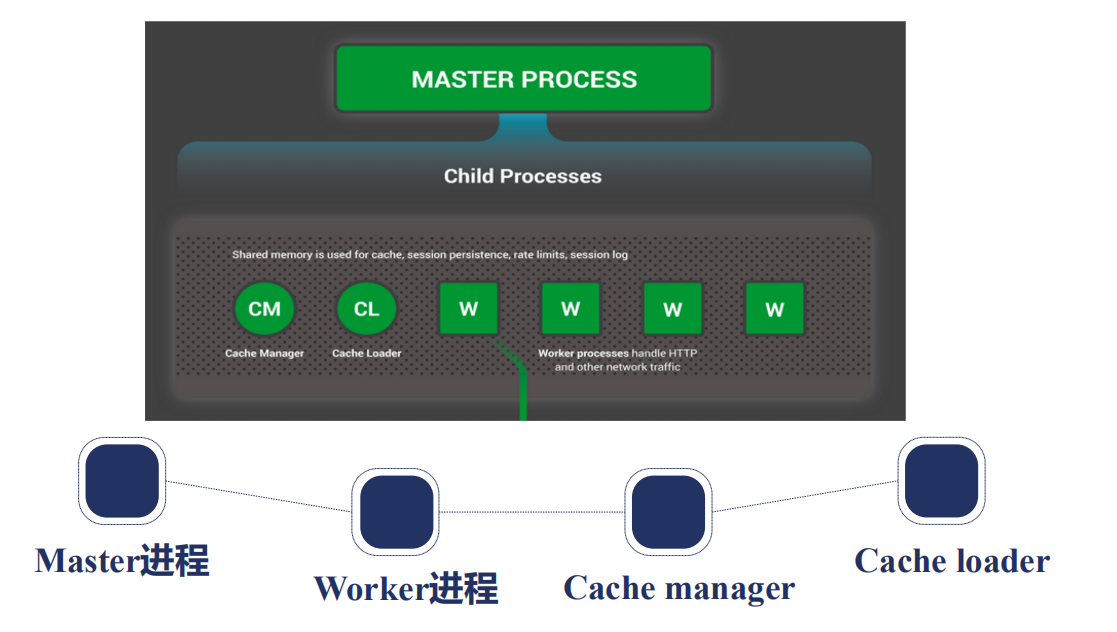 MASTER PROCESS
Child Processes
Shared memory is used for cache, session persistence, rate limits, session log
CM
CL
W
W
W
W
Cache Manager
Cache Loader
Worker processes handle HTTP
and other network traffic
Master进程
Worker进程
Cache manager
Cache loader